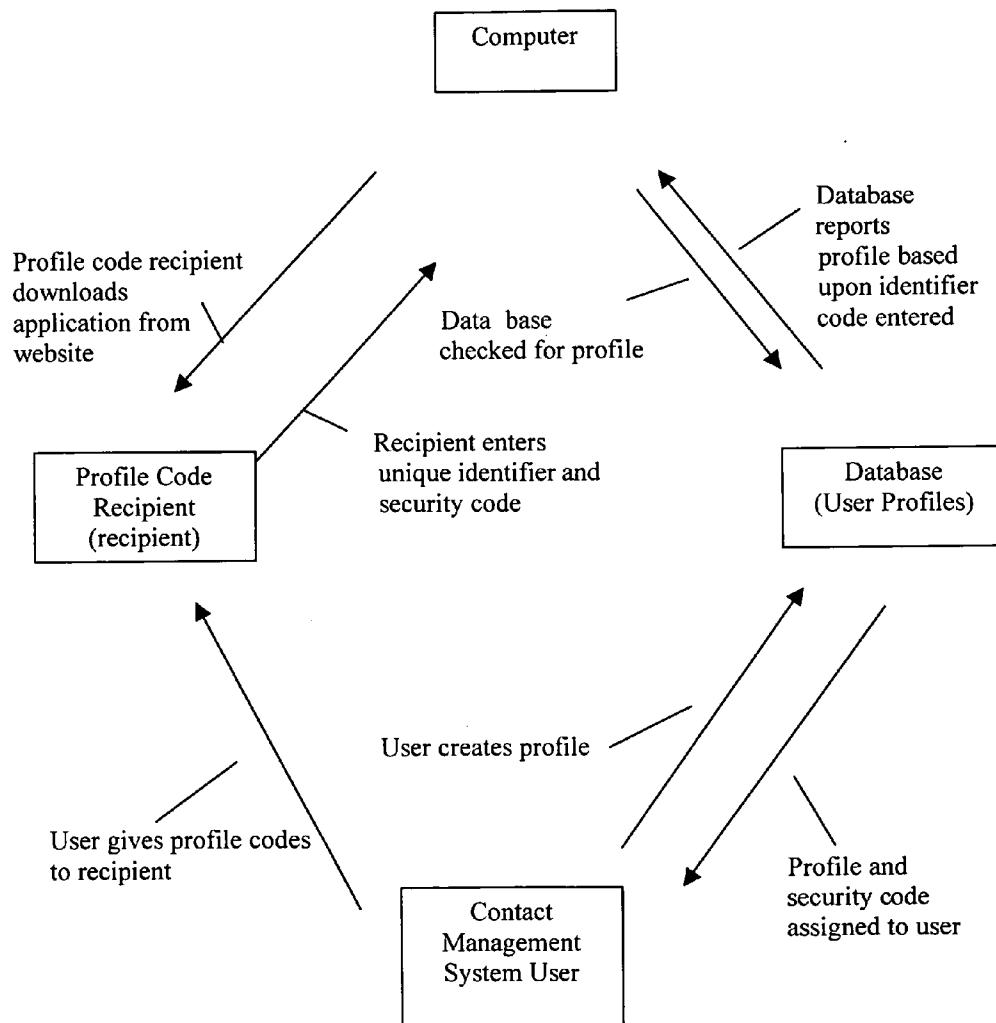 Computer
Database
reports
profile based
upon identifier
code entered
Profile code recipient
downloads
application from
website
Data  base
checked for profile
Recipient enters
unique identifier and
security code
Profile Code
Recipient
(recipient)
Database
(User Profiles)
User creates profile
User gives profile codes
to recipient
Profile and
security code
assigned to user
Contact
Management
System User